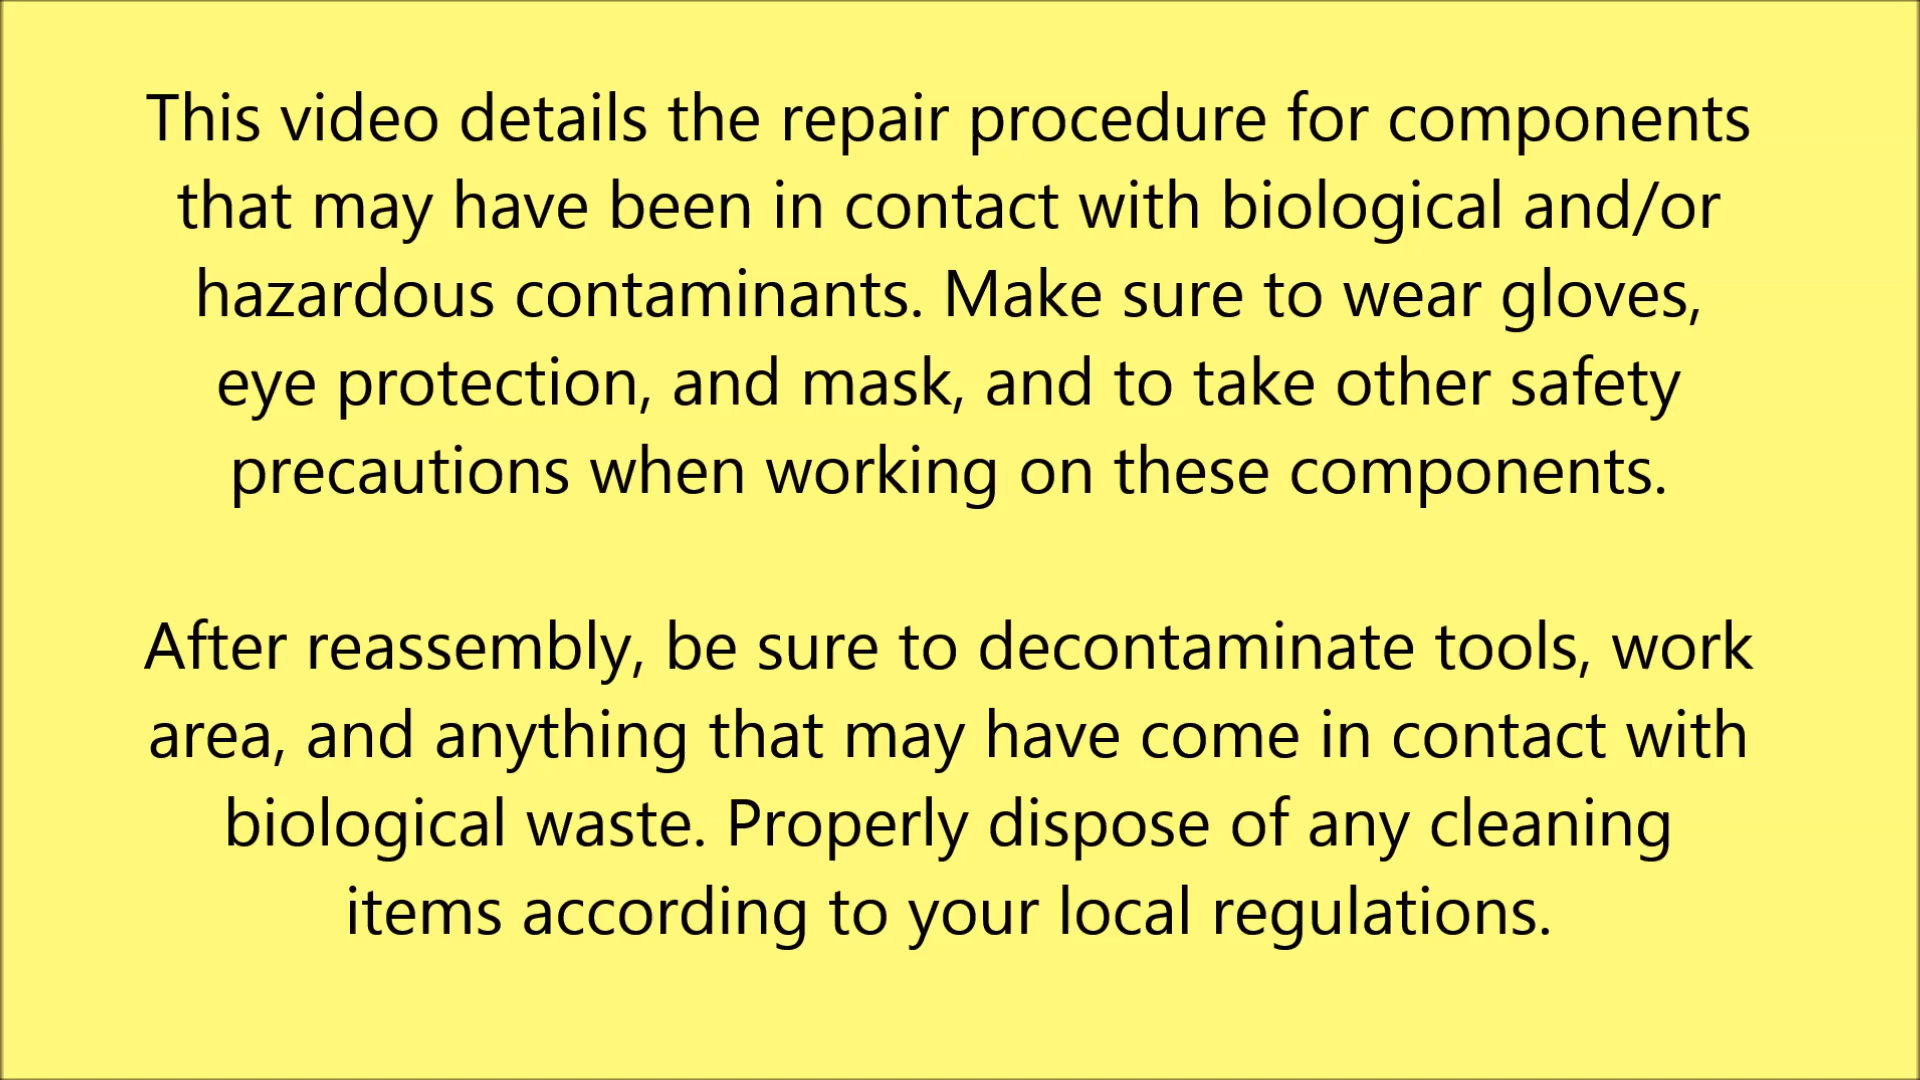 This video details the repair procedure for components
that may have been in contact with biological and/or
hazardous contaminants. Make sure to wear gloves,
eye protection, and mask, and to take other safety
precautions when working on these components.
After reassembly, be sure to decontaminate tools, work
area, and anything that may have come in contact with
biological waste. Properly dispose of any cleaning
items according to your local regulations.